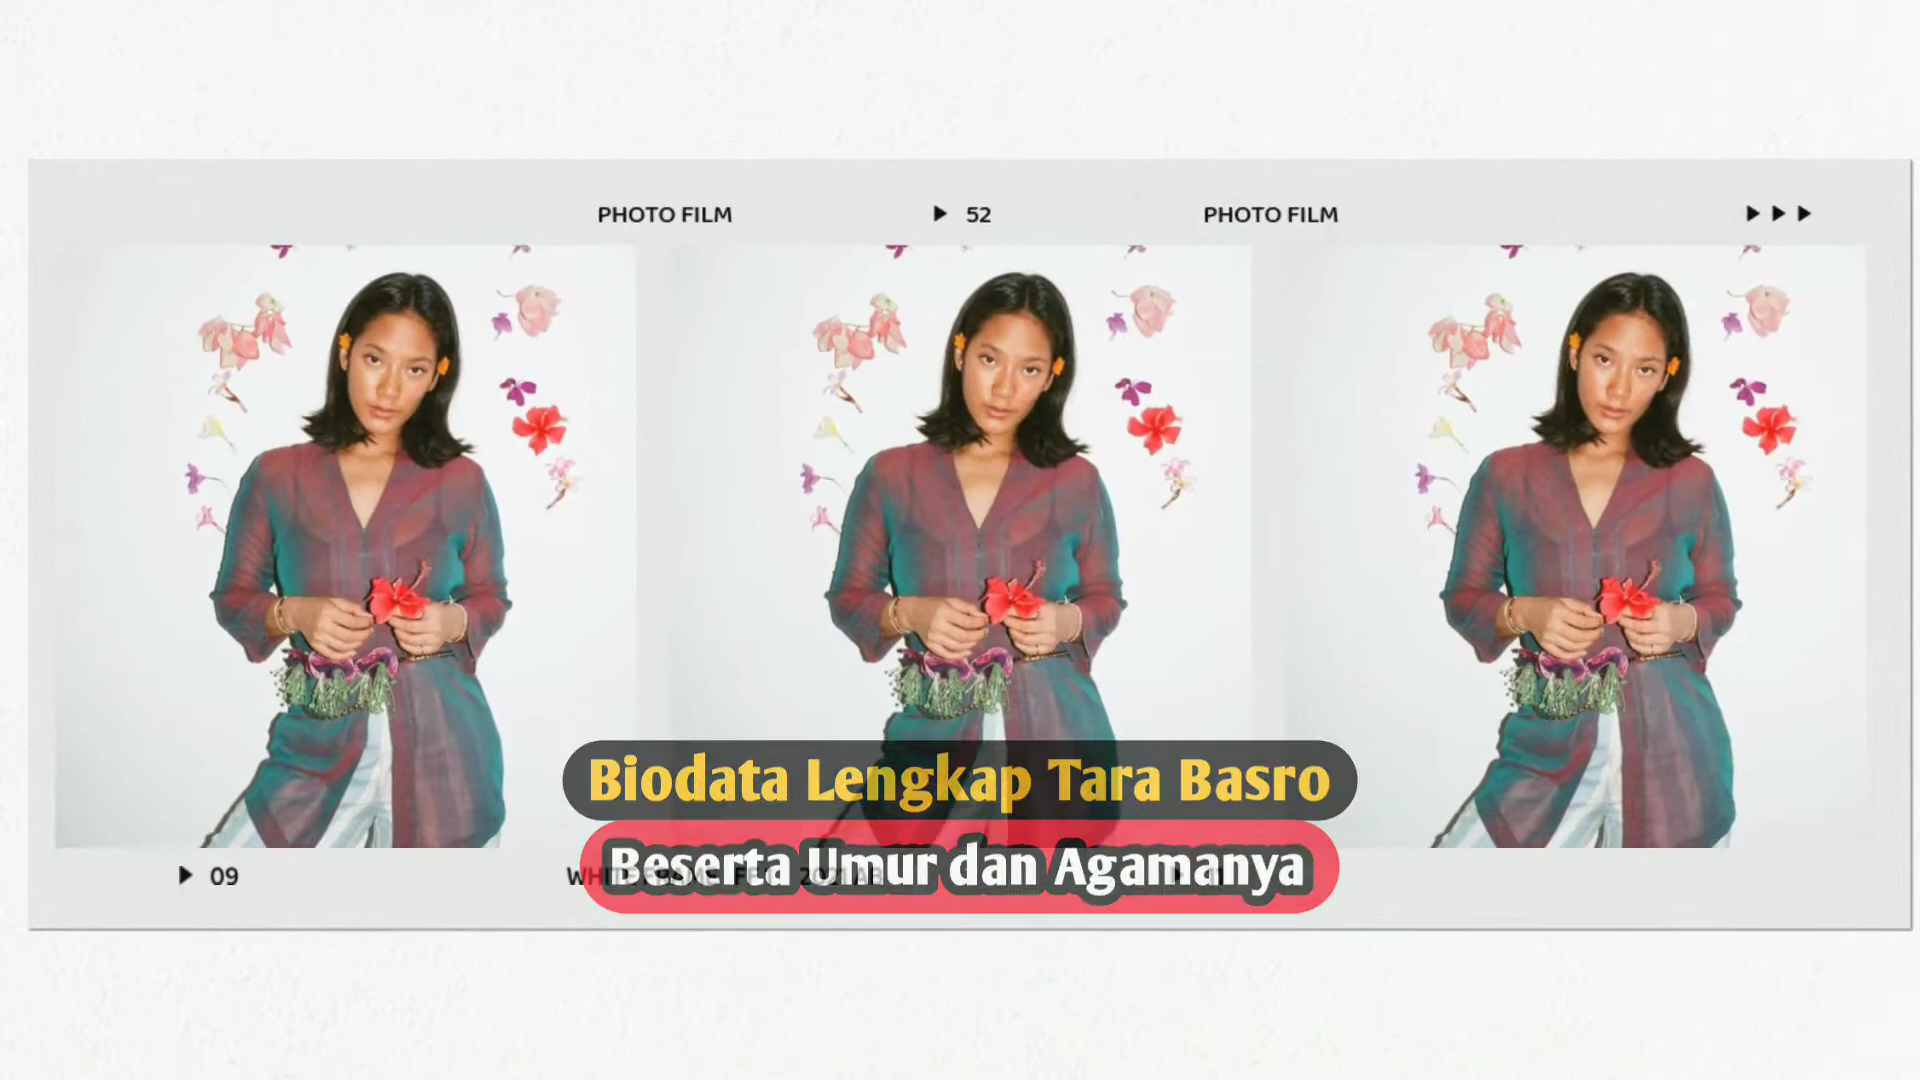 PHOTO FILM
▶ 52
PHOTO FILM
Biodata Lengkap Tara Basro
Beserta Umur dan Agamanya
▶ 09